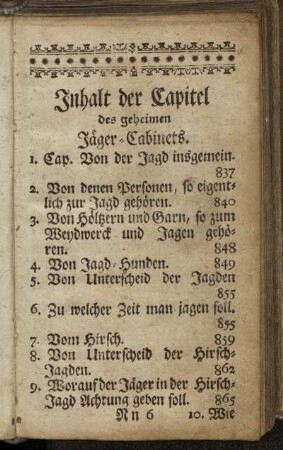 Inhalt der Capitel
des geheimen
Jäger-Cabinets.
1. Cap. Von der Jagd insgemein.
837
2. Von denen Personen, so eigent-
lich zur Jagd gehören. 840
3. Von Höltzern und Garn, so zum
Weydwerck und Jagen gehö-
ren. 848
4. Von Jagd-Hunden. 849
5. Von Unterscheid der Jagden
855
6. Zu welcher Zeit man jagen soll.
855
7. Vom Hirsch. 859
8. Von Unterscheid der Hirsch-
Jagden. 862
9. Worauf der Jäger in der Hirsch-
Jagd Achtung geben soll. 865
Nn 6 10. Wie